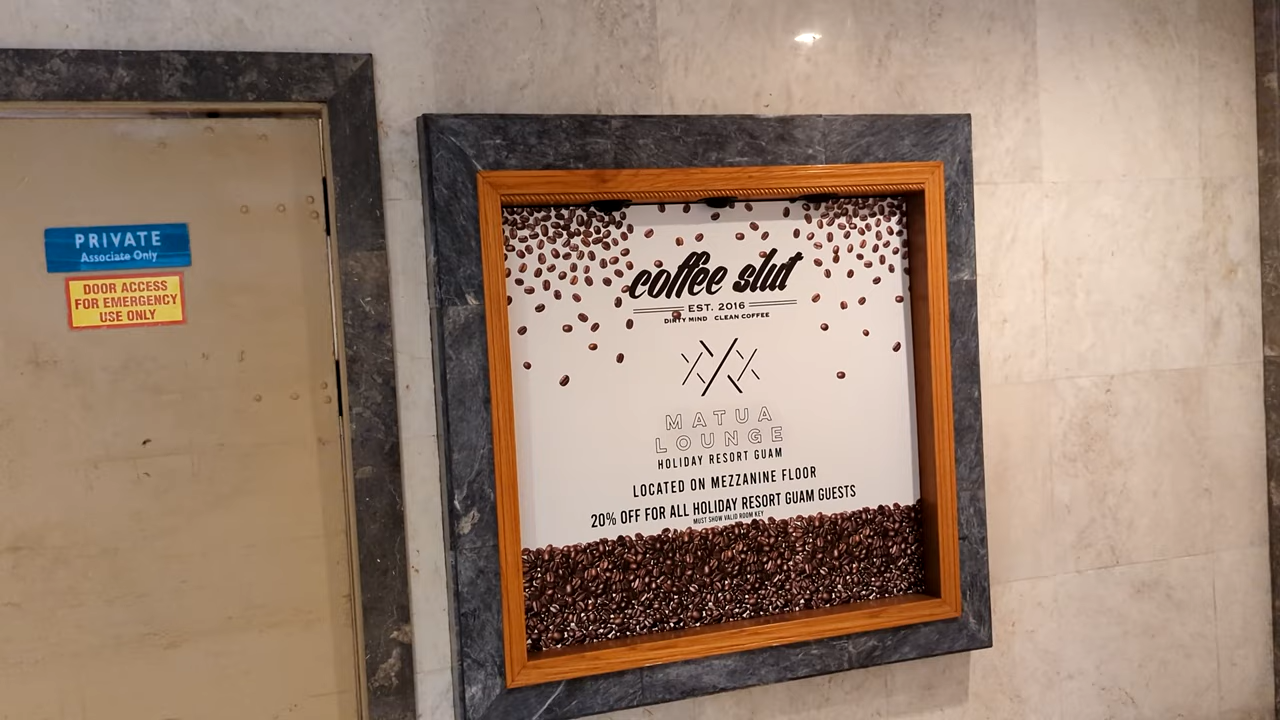 PRIVATE
Associate Only
DOOR ACCESS
FOR EMERGENCY
USE ONLY
coffee slut
EST. 2016
DIRTY MIND CLEAN COFFEE
MATUA
LOUNGE
HOLIDAY RESORT GUAM
LOCATED ON MEZZANINE FLOOR
20% OFF FOR ALL HOLIDAY RESORT GUAM GUESTS
MUST SHOW VALID ROOM KEY